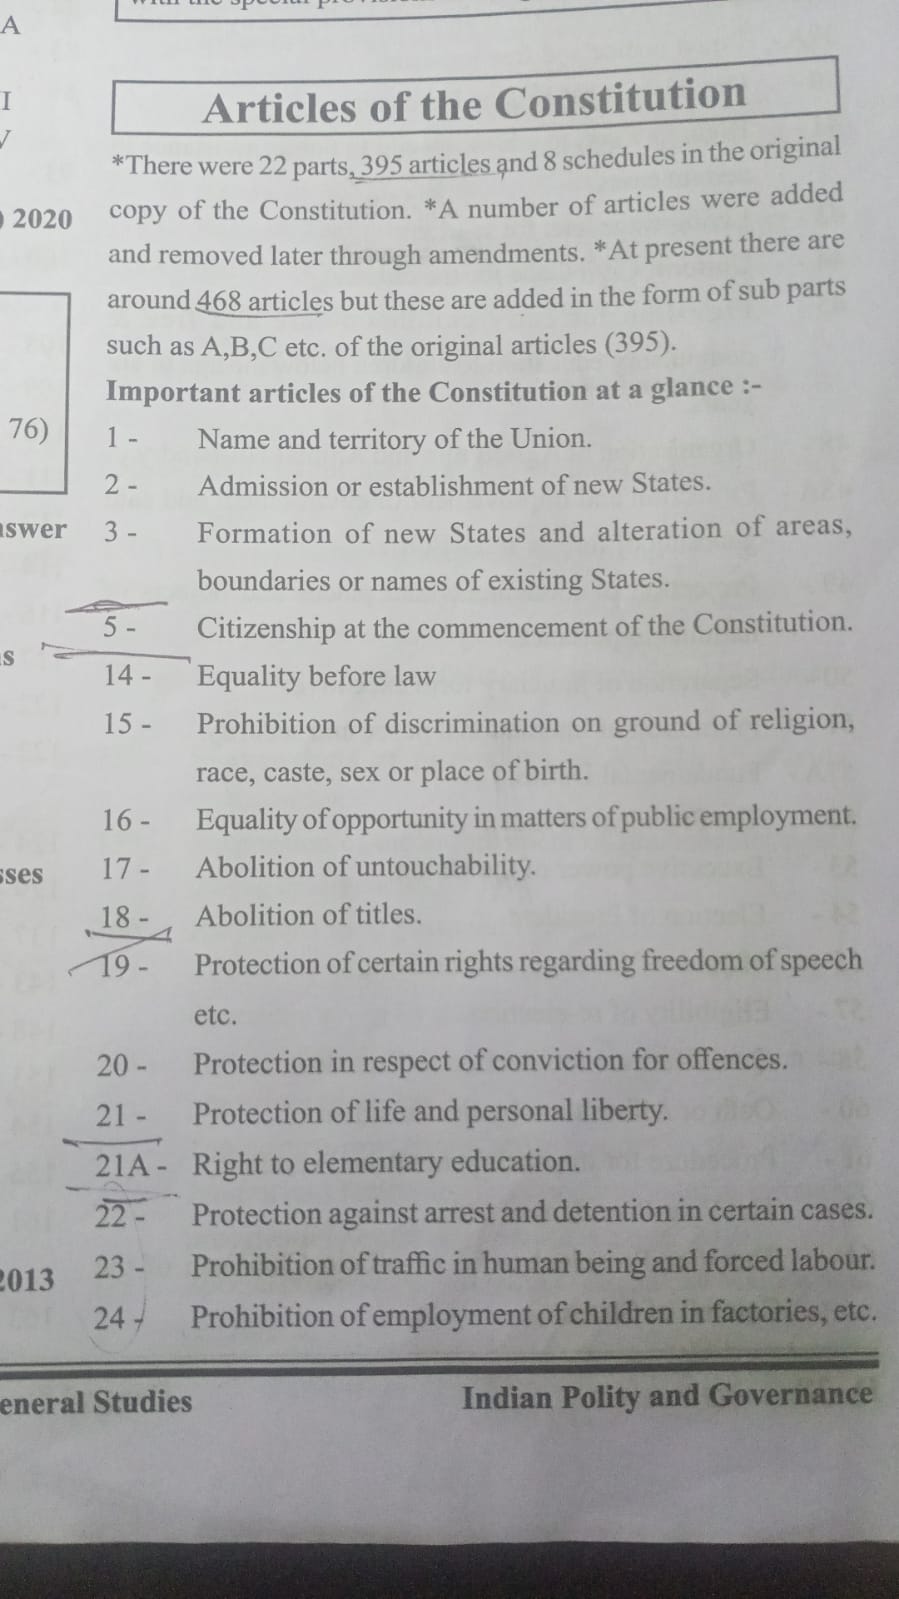 A
I
V
2020
76)
nswer
s
sses
2013
Articles of the Constitution
*There were 22 parts, 395 articles and 8 schedules in the original
copy of the Constitution. *A number of articles were added
and removed later through amendments. *At present there are
around 468 articles but these are added in the form of sub parts
such as A,B,C etc. of the original articles (395).
Important articles of the Constitution at a glance :-
1 - Name and territory of the Union.
2 - Admission or establishment of new States.
3 - Formation of new States and alteration of areas,
boundaries or names of existing States.
5 - Citizenship at the commencement of the Constitution.
14 - Equality before law
15 - Prohibition of discrimination on ground of religion,
race, caste, sex or place of birth.
16 - Equality of opportunity in matters of public employment.
17 - Abolition of untouchability.
18 - Abolition of titles.
19 - Protection of certain rights regarding freedom of speech
etc.
20 - Protection in respect of conviction for offences.
21 - Protection of life and personal liberty.
21A - Right to elementary education.
22 - Protection against arrest and detention in certain cases.
23 - Prohibition of traffic in human being and forced labour.
24 - Prohibition of employment of children in factories, etc.
eneral Studies Indian Polity and Governance